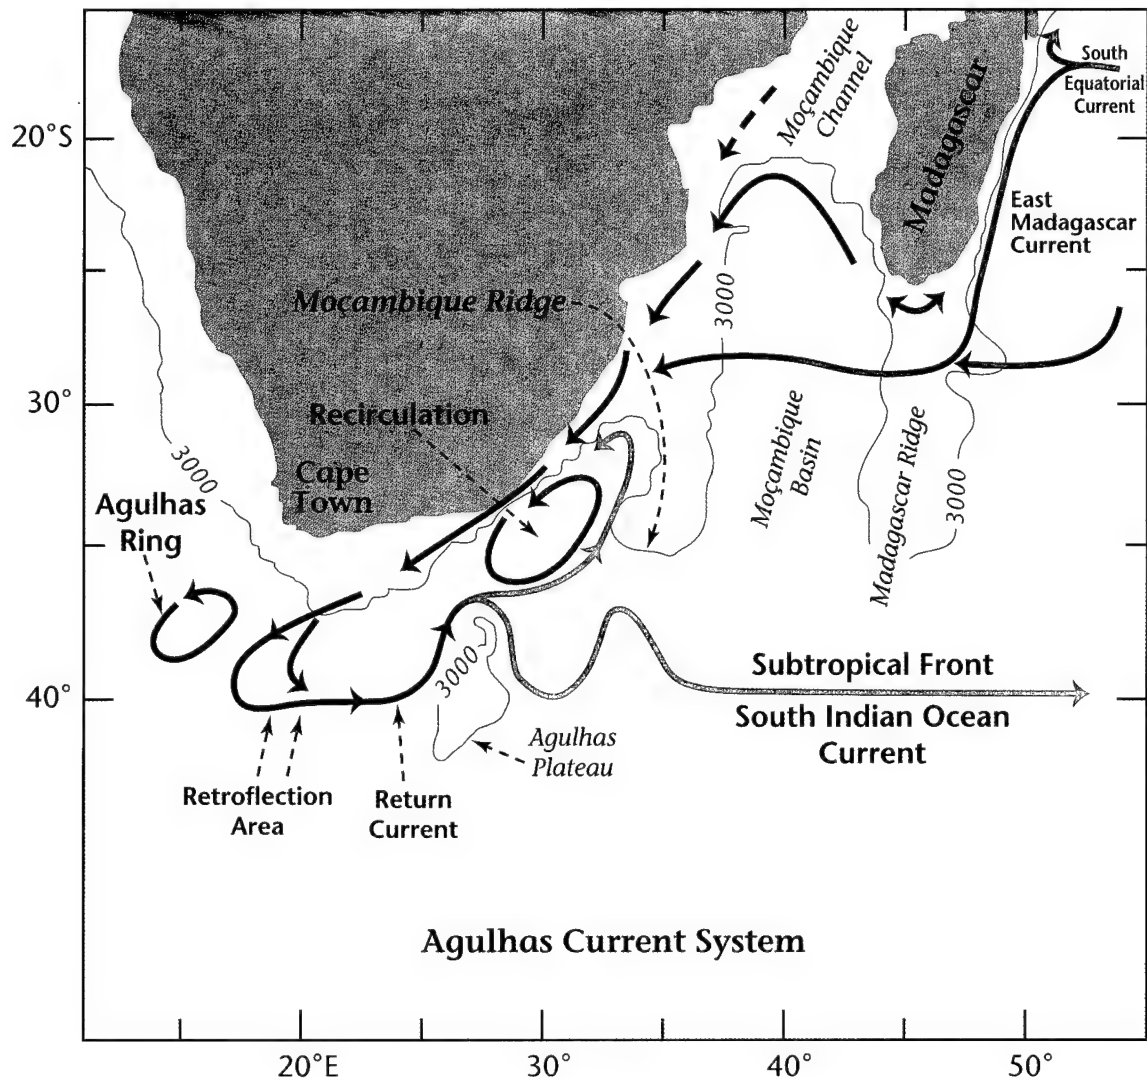 Moçambique
Channel
Madagascar
South
Equatorial
Current
20°S
East
Madagascar
Current
Moçambique Ridge
3000
30°
Recirculation
3000
Cape
Town
Moçambique
Basin
Madagascar Ridge
3000
Agulhas
Ring
3000
Subtropical Front
40°
South Indian Ocean
Current
Agulhas
Plateau
Retroflection
Area
Return
Current
Agulhas Current System
20°E
30°
40°
50°